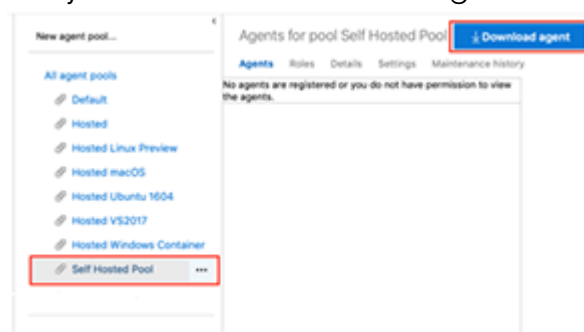 New agent pool...
All agent pools
Default
Hosted
Hosted Linux Preview
Hosted macOS
Hosted Ubuntu 1604
Hosted VS2017
Hosted Windows Container
Self Hosted Pool ...
Agents for pool Self Hosted Pool
Download agent
Agents Roles Details Settings Maintenance history
No agents are registered or you do not have permission to view
the agents.